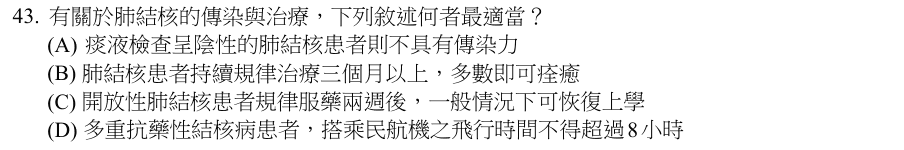 43. 有關於肺結核的傳染與治療，下列敘述何者最適當？
(A) 痰液檢查呈陰性的肺結核患者則不具有傳染力
(B) 肺結核患者持續規律治療三個月以上，多數即可痊癒
(C) 開放性肺結核患者規律服藥兩週後，一般情況下可恢復上學
(D) 多重抗藥性結核病患者，搭乘民航機之飛行時間不得超過8小時